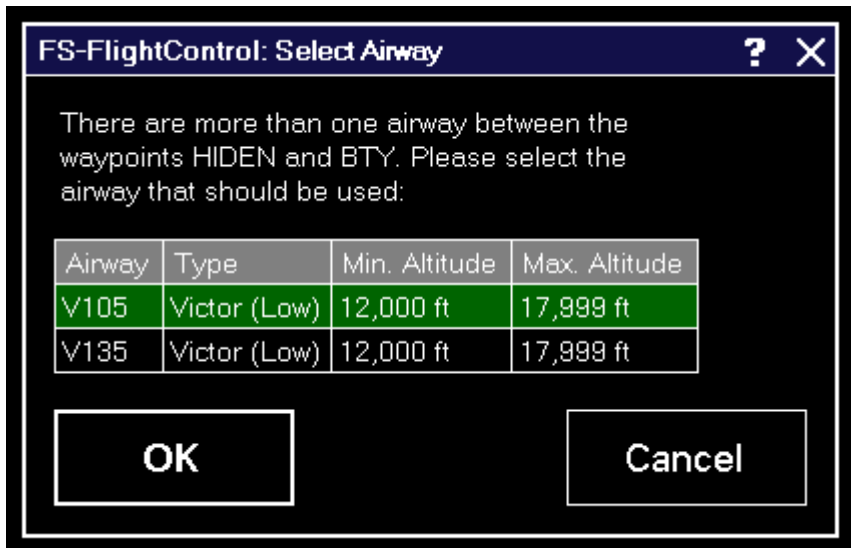 FS-FlightControl: Select Airway ? X
There are more than one airway between the
waypoints HIDEN and BTY. Please select the
airway that should be used:
Airway Type Min. Altitude Max. Altitude
V105 Victor (Low) 12,000 ft 17,999 ft
V135 Victor (Low) 12,000 ft 17,999 ft
OK Cancel